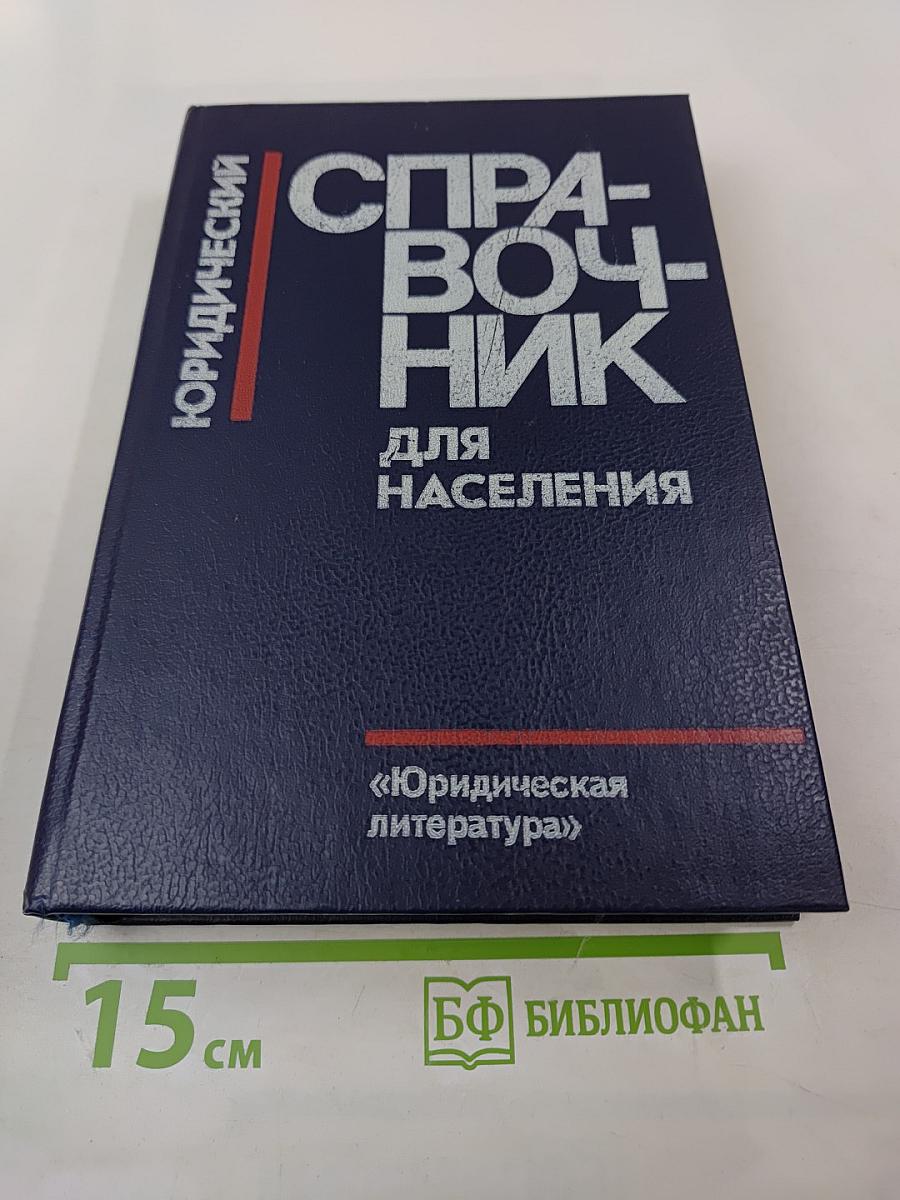 ЮРИДИЧЕСКИЙ
СПРА-
ВОЧ-
НИК
ДЛЯ
НАСЕЛЕНИЯ
«Юридическая
литература»
15 см
БФ БИБЛИОФАН